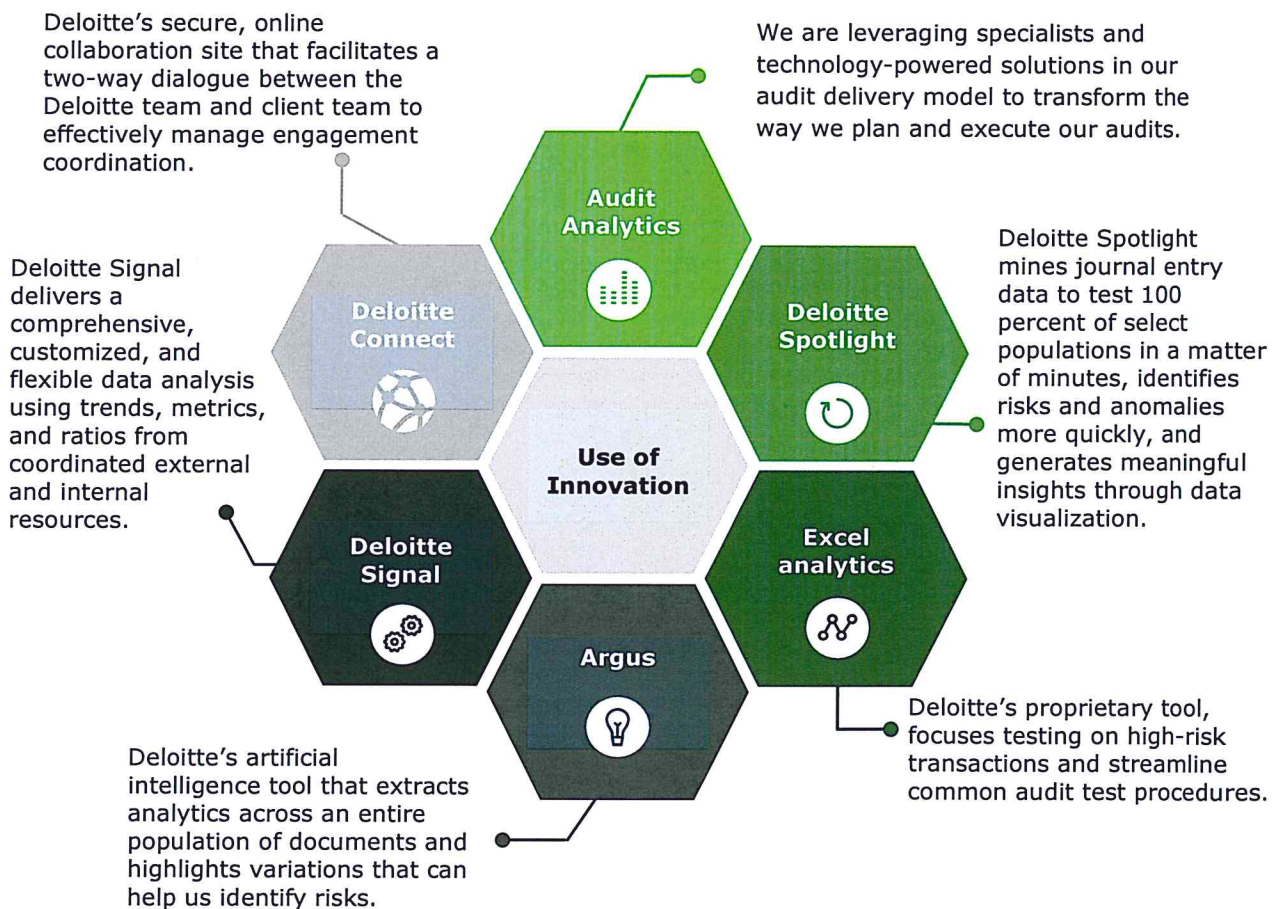 Deloitte's secure, online
collaboration site that facilitates a
two-way dialogue between the
Deloitte team and client team to
effectively manage engagement
coordination.
We are leveraging specialists and
technology-powered solutions in our
audit delivery model to transform the
way we plan and execute our audits.
Audit
Analytics
Deloitte
Connect
Deloitte
Spotlight
Deloitte Signal
delivers a
comprehensive,
customized, and
flexible data analysis
using trends, metrics,
and ratios from
coordinated external
and internal
resources.
Deloitte Spotlight
mines journal entry
data to test 100
percent of select
populations in a matter
of minutes, identifies
risks and anomalies
more quickly, and
generates meaningful
insights through data
visualization.
Use of
Innovation
Deloitte
Signal
Excel
analytics
Argus
Deloitte's proprietary tool,
focuses testing on high-risk
transactions and streamline
common audit test procedures.
Deloitte's artificial
intelligence tool that extracts
analytics across an entire
population of documents and
highlights variations that can
help us identify risks.